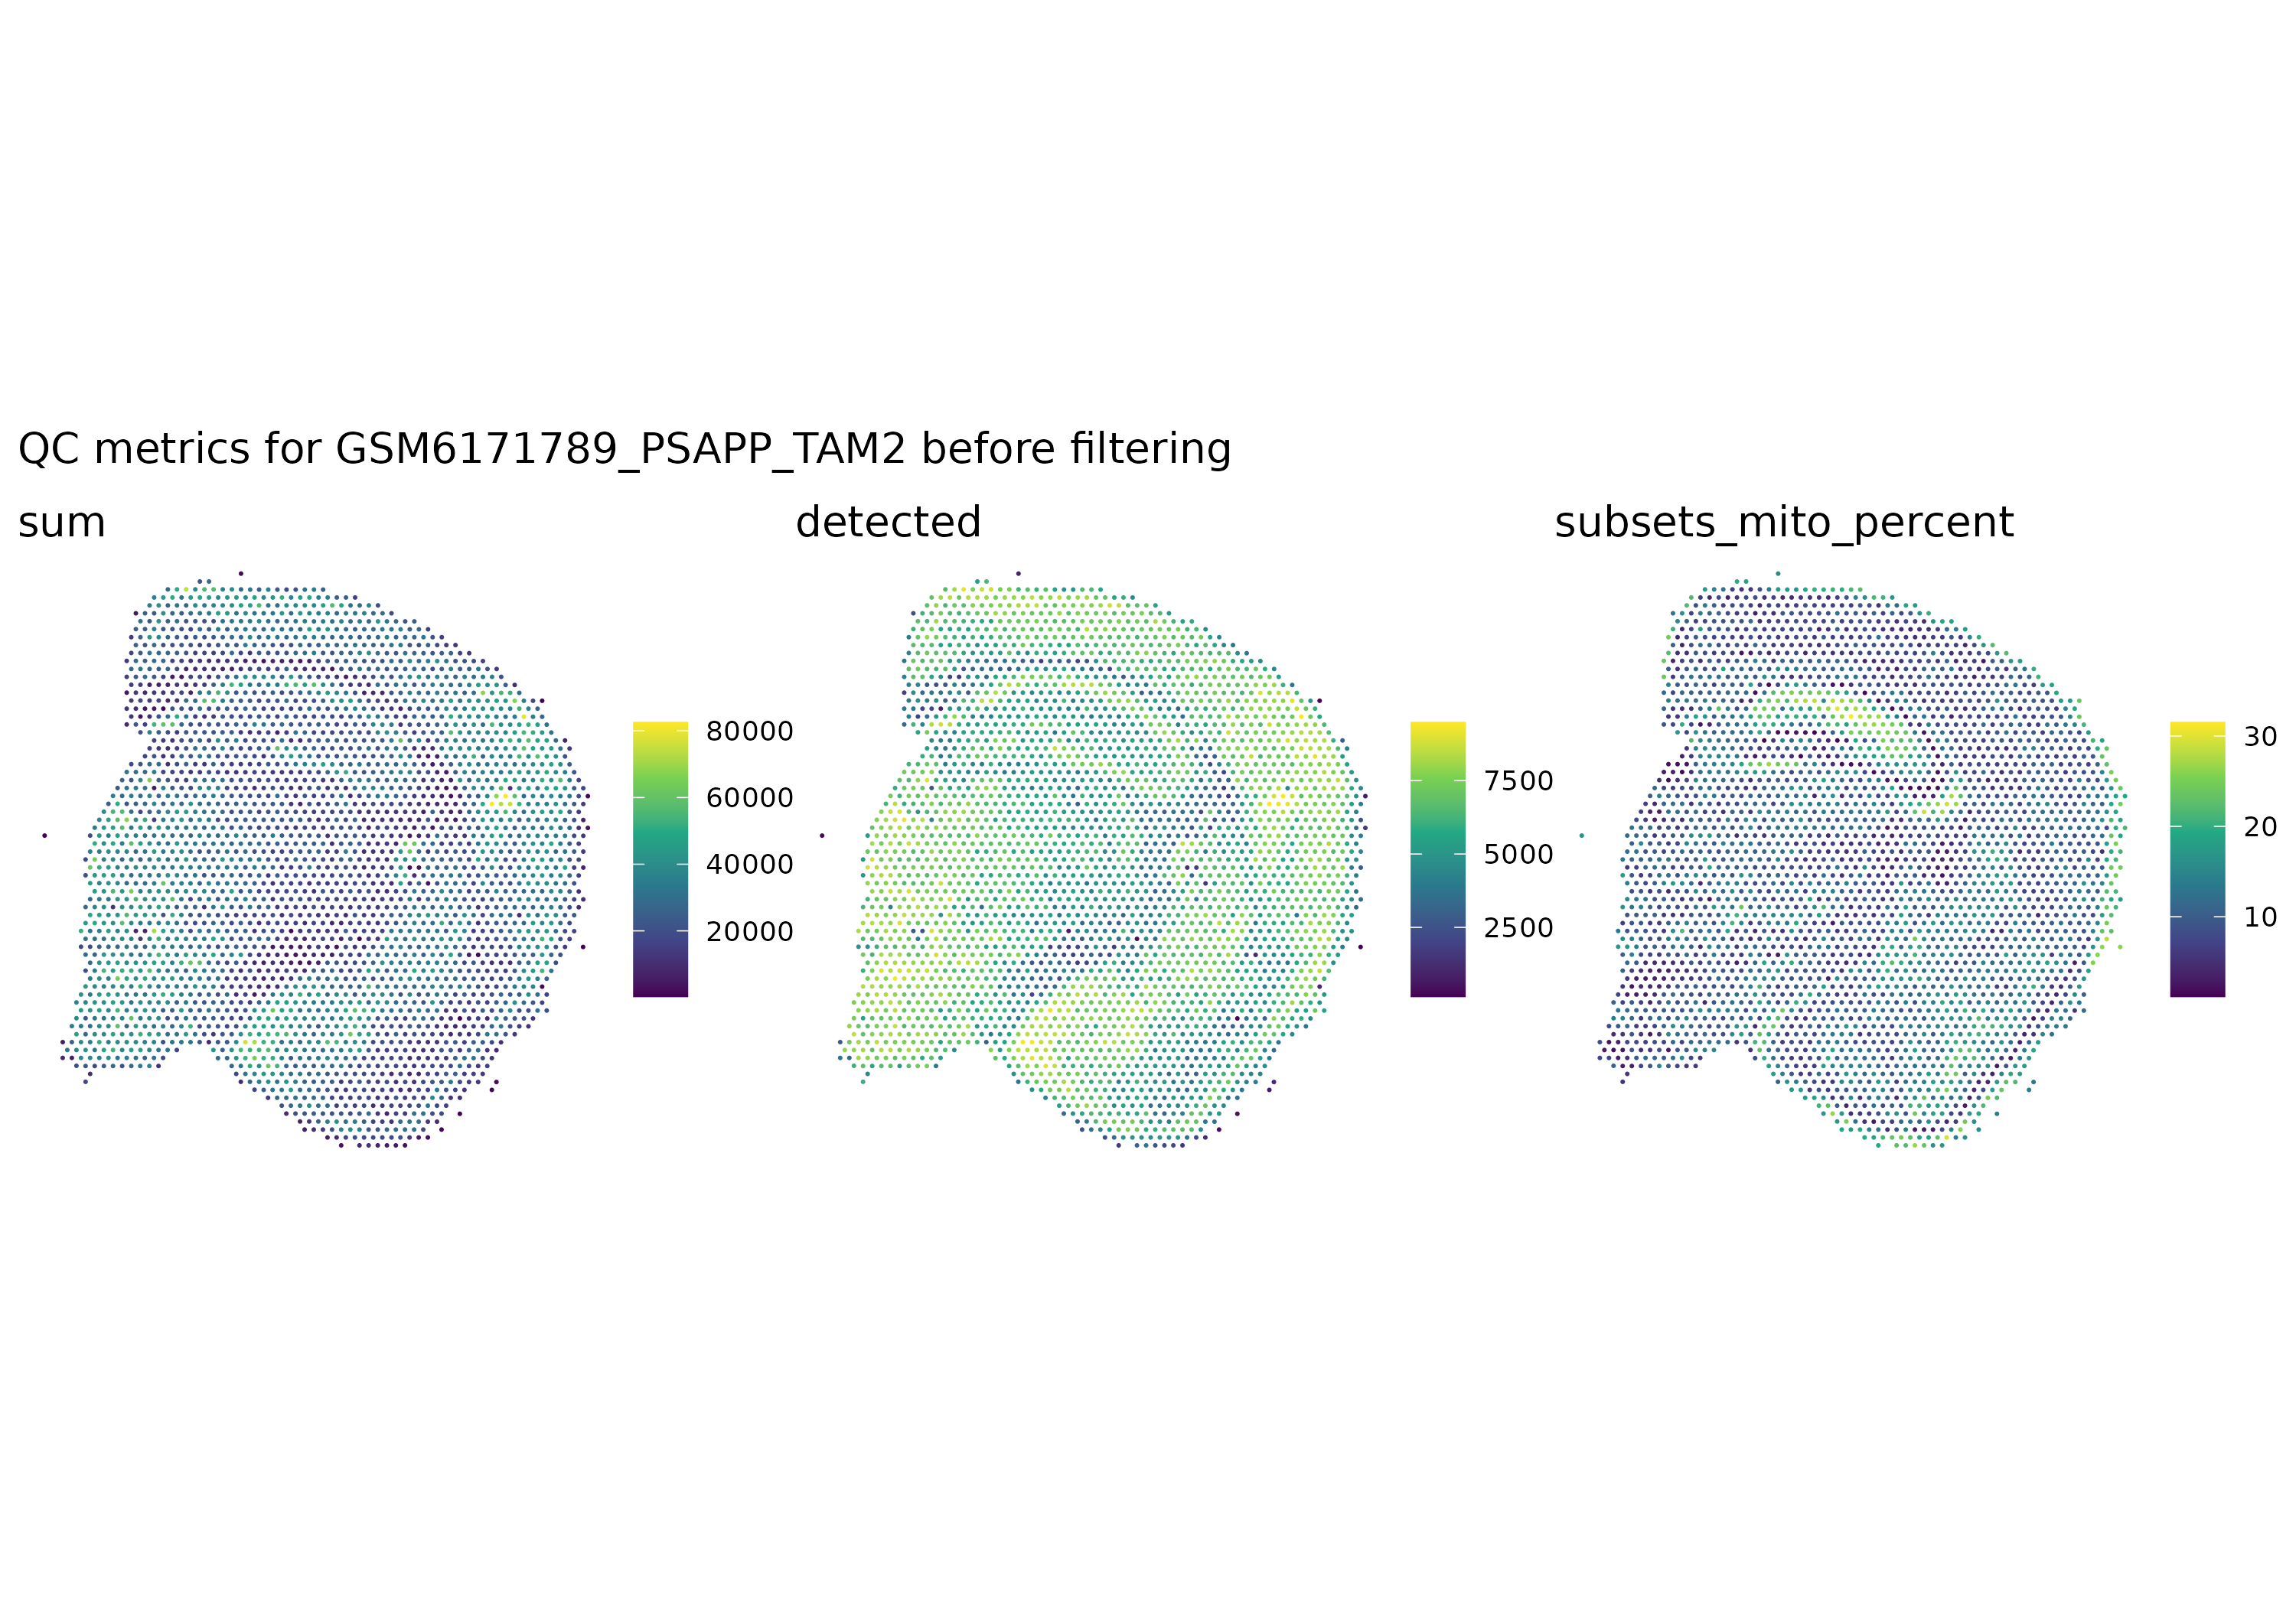 QC metrics for GSM6171789_PSAPP_TAM2 before filtering
sum
80000
60000
40000
20000
detected
7500
5000
2500
subsets_mito_percent
30
20
10